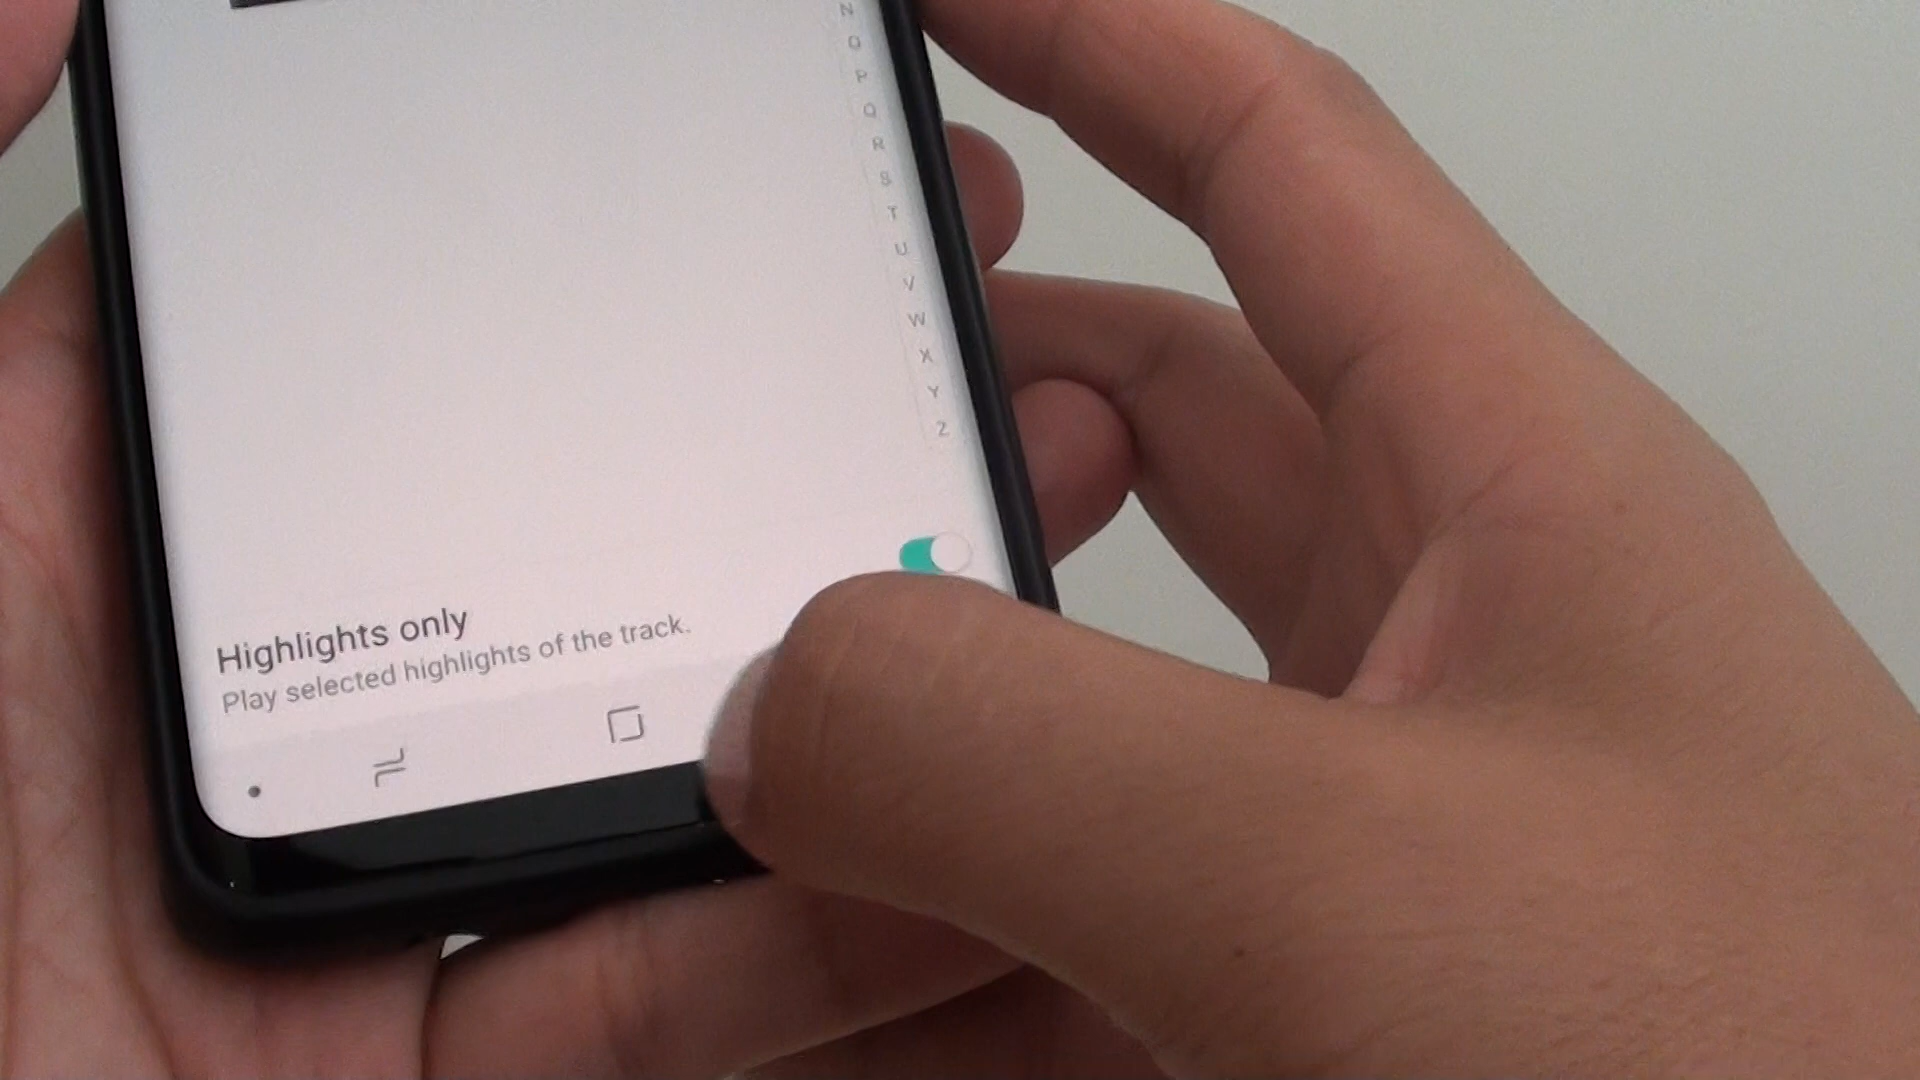 N
O
P
Q
R
S
T
U
V
W
X
Y
Z
Highlights only
Play selected highlights of the track.